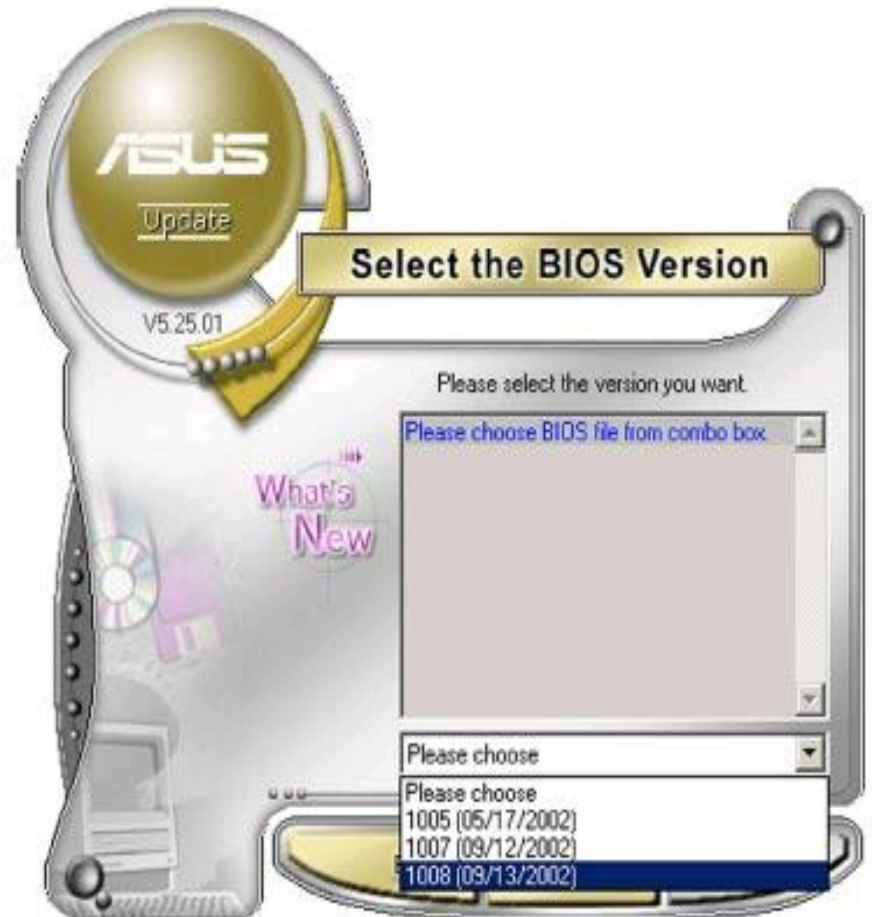 ASUS
Update
Select the BIOS Version
V5.25.01
Please select the version you want.
Please choose BIOS file from combo box.
What's
New
Please choose
Please choose
1005 (05/17/2002)
1007 (09/12/2002)
1008 (09/13/2002)